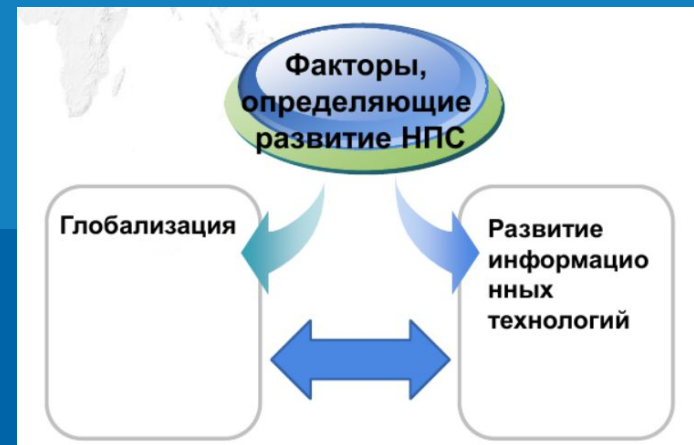 Факторы,
определяющие
развитие НПС
Глобализация
Развитие
информацио
нных
технологий